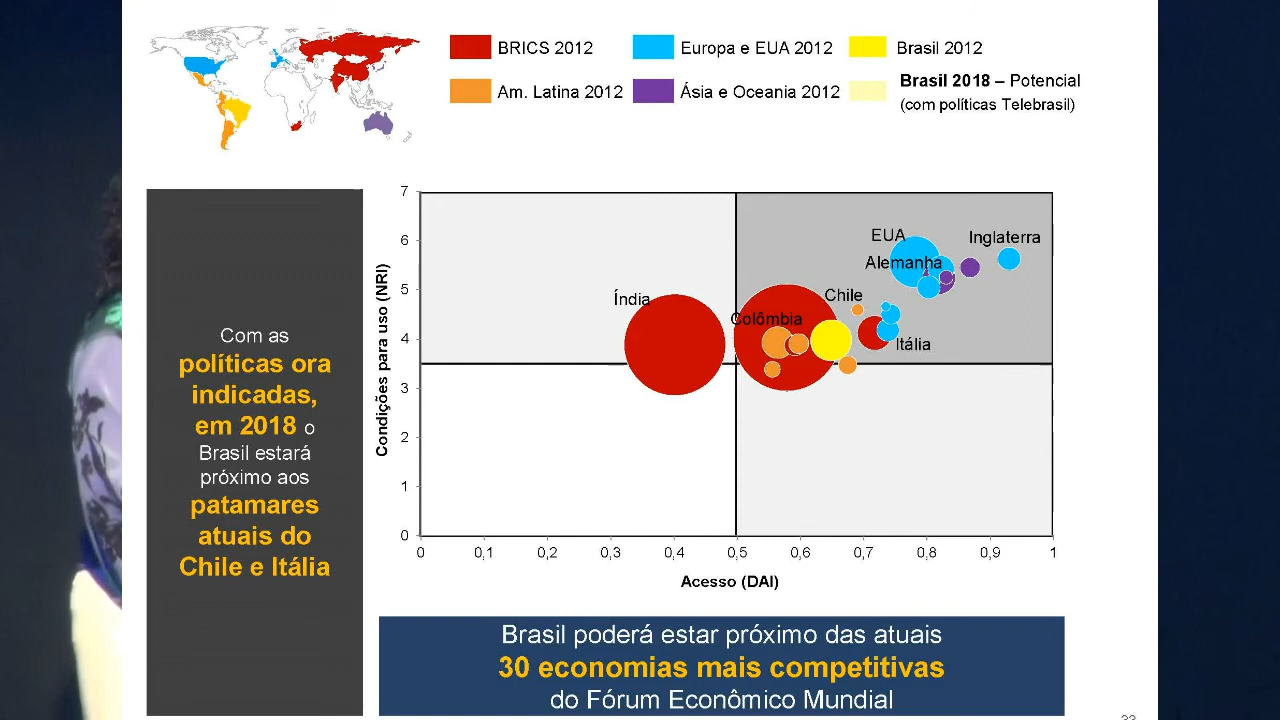 BRICS 2012
Europa e EUA 2012
Brasil 2012
Am. Latina 2012
Ásia e Oceania 2012
Brasil 2018 – Potencial
(com políticas Telebrasil)
Com as
políticas ora
indicadas,
em 2018 o
Brasil estará
próximo aos
patamares
atuais do
Chile e Itália
Condições para uso (NRI)
7
6
5
4
3
2
1
0
EUA
Inglaterra
Alemanha
Índia
Chile
Colômbia
Itália
0
0,1
0,2
0,3
0,4
0,5
0,6
0,7
0,8
0,9
1
Acesso (DAI)
Brasil poderá estar próximo das atuais
30 economias mais competitivas
do Fórum Econômico Mundial